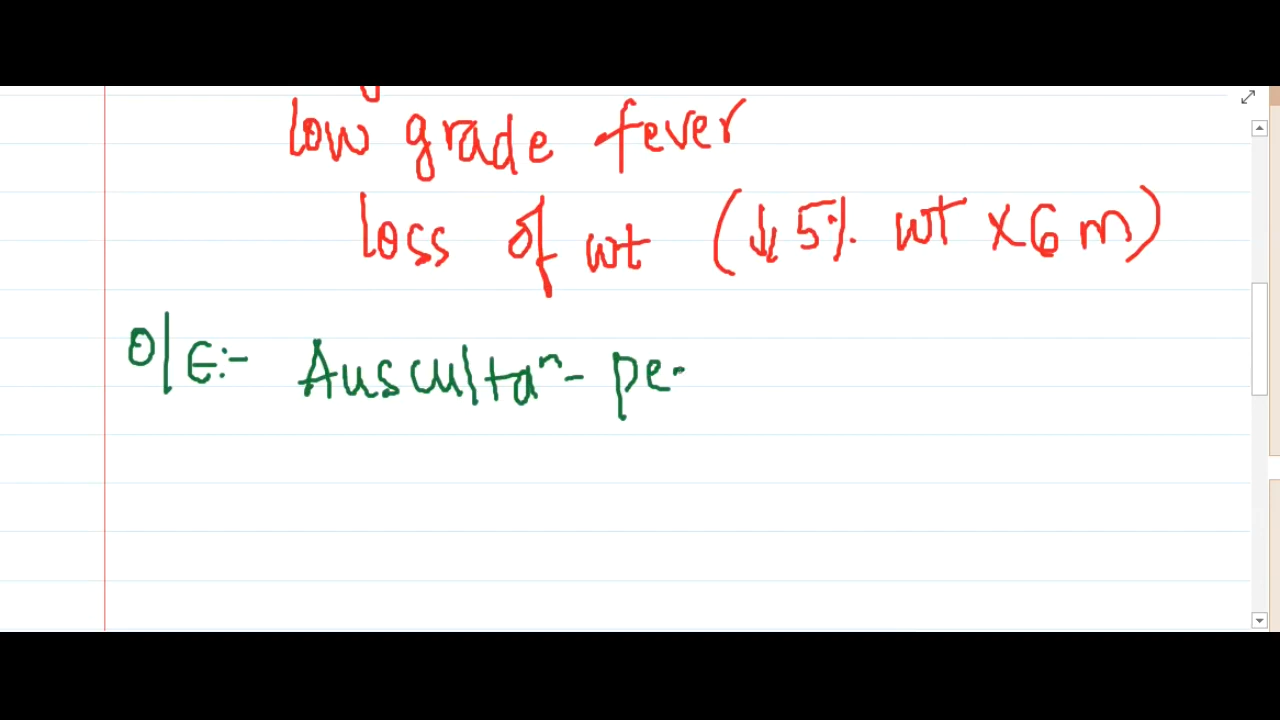 low grade fever
loss of wt (↓ 5% wt × 6 m)
O/E:- Auscultaⁿ - pe